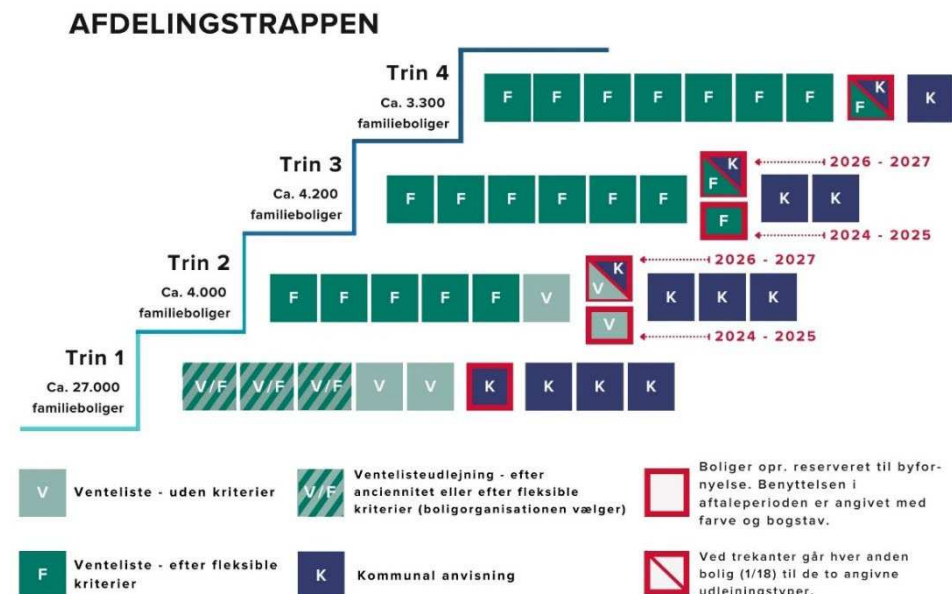 AFDELINGSTRAPPEN
Trin 4
Ca. 3.300
familieboliger
F F F F F F F F K K
Trin 3
Ca. 4.200
familieboliger
F F F F F F F K F K K
2026 - 2027
2024 - 2025
Trin 2
Ca. 4.000
familieboliger
F F F F F V V K V K K K
2026 - 2027
2024 - 2025
Trin 1
Ca. 27.000
familieboliger
V/F V/F V/F V V K K K K
V
Venteliste - uden kriterier
V/F
Ventelisteudlejning - efter
anciennitet eller efter fleksible
kriterier (boligorganisationen vælger)
Boliger opr. reserveret til byfor-
nyelse. Benyttelsen i
aftaleperioden er angivet med
farve og bogstav.
F
Venteliste - efter fleksible
kriterier
K
Kommunal anvisning
Ved trekanter går hver anden
bolig (1/18) til de to angivne
udlejningstyper.